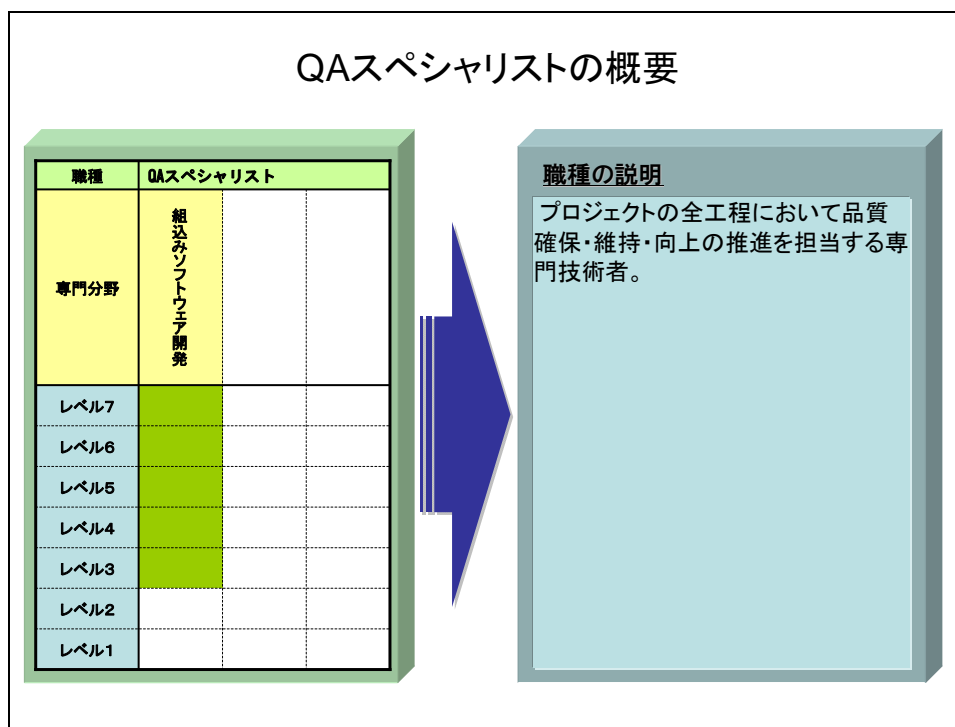 QAスペシャリストの概要
職種
QAスペシャリスト
専門分野
組込みソフトウェア開発
レベル7
レベル6
レベル5
レベル4
レベル3
レベル2
レベル1
職種の説明
プロジェクトの全工程において品質
確保・維持・向上の推進を担当する専
門技術者。